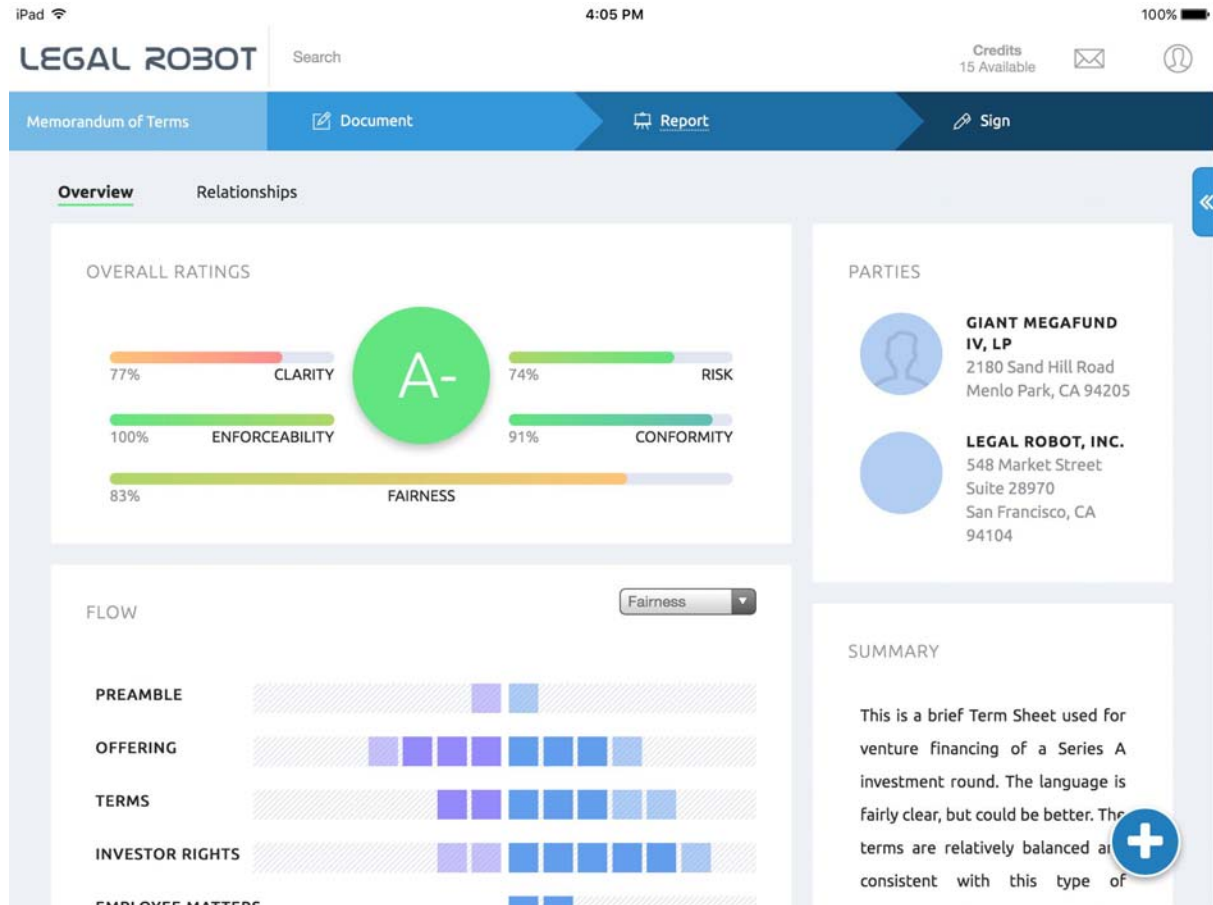 iPad 4:05 PM 100%
LEGAL ROBOT Search Credits
15 Available
Memorandum of Terms Document Report Sign
Overview Relationships
OVERALL RATINGS
A-
77% CLARITY
74% RISK
100% ENFORCEABILITY
91% CONFORMITY
83% FAIRNESS
PARTIES
GIANT MEGAFUND
IV, LP
2180 Sand Hill Road
Menlo Park, CA 94205
LEGAL ROBOT, INC.
548 Market Street
Suite 28970
San Francisco, CA
94104
FLOW Fairness
PREAMBLE
OFFERING
TERMS
INVESTOR RIGHTS
EMPLOYEE MATTERS
SUMMARY
This is a brief Term Sheet used for
venture financing of a Series A
investment round. The language is
fairly clear, but could be better. The
terms are relatively balanced
consistent with this type of